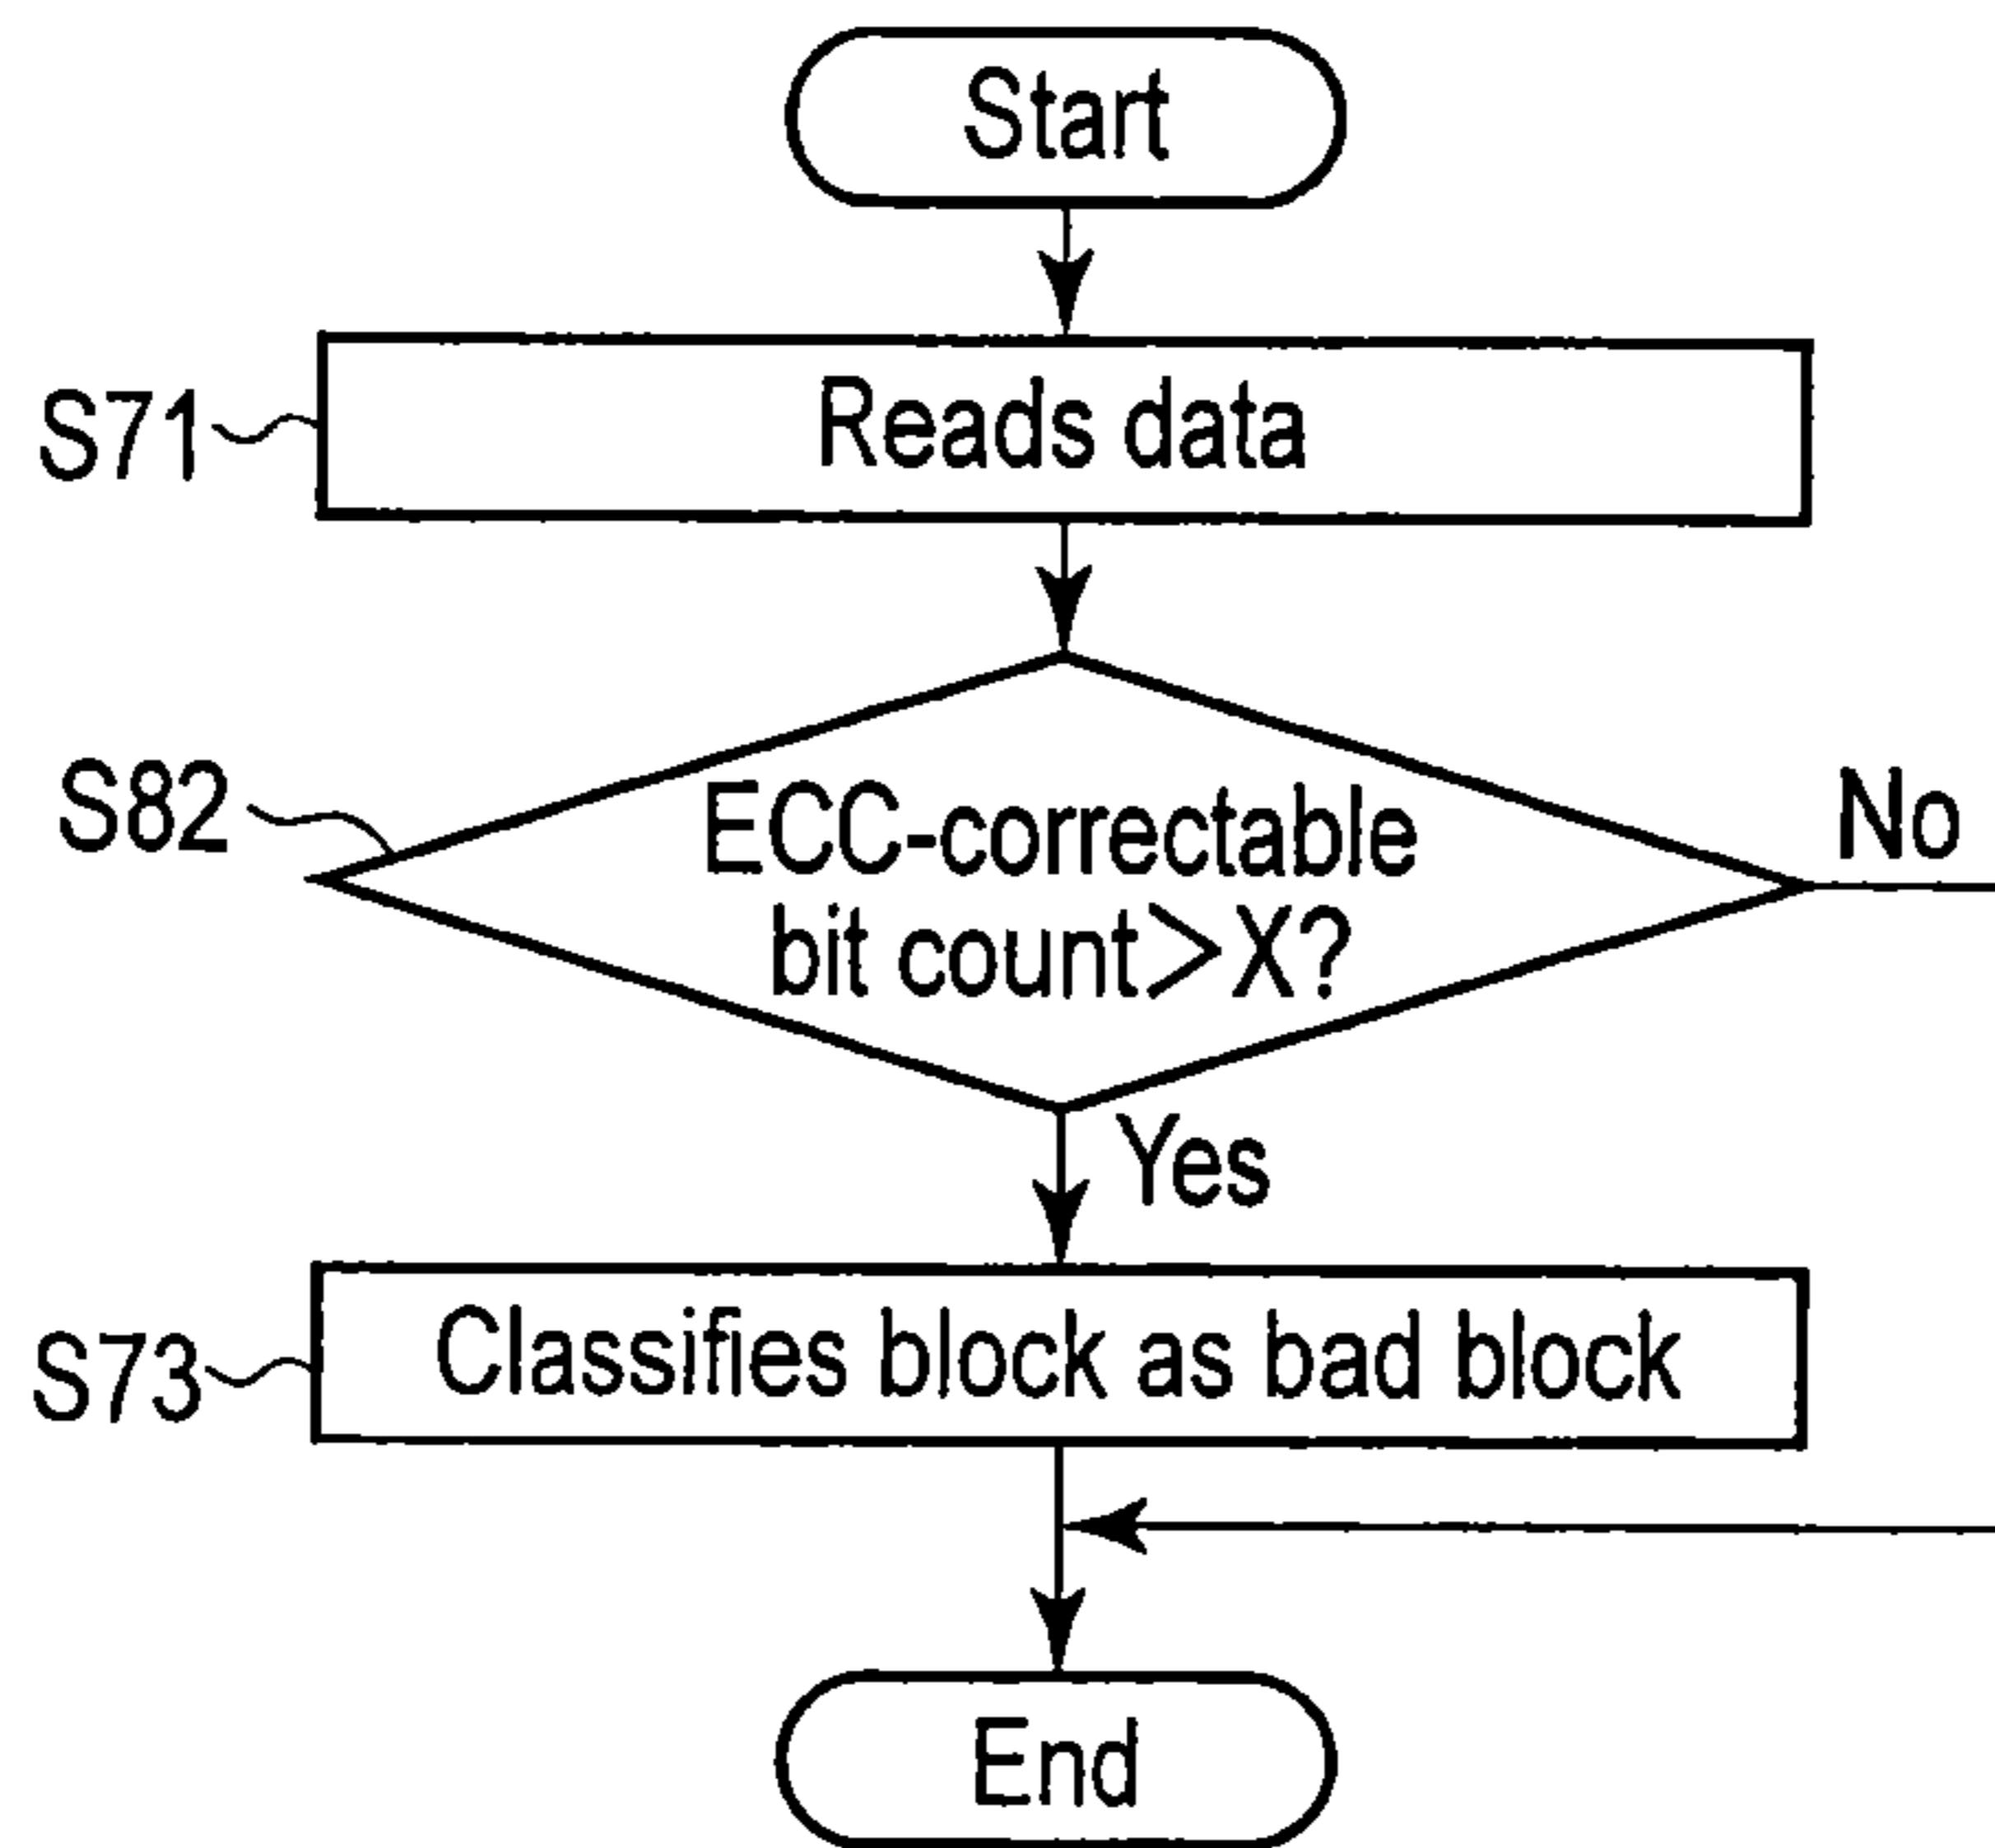 Start
S71
Reads data
S82
ECC-correctable
bit count>X?
No
Yes
S73
Classifies block as bad block
End